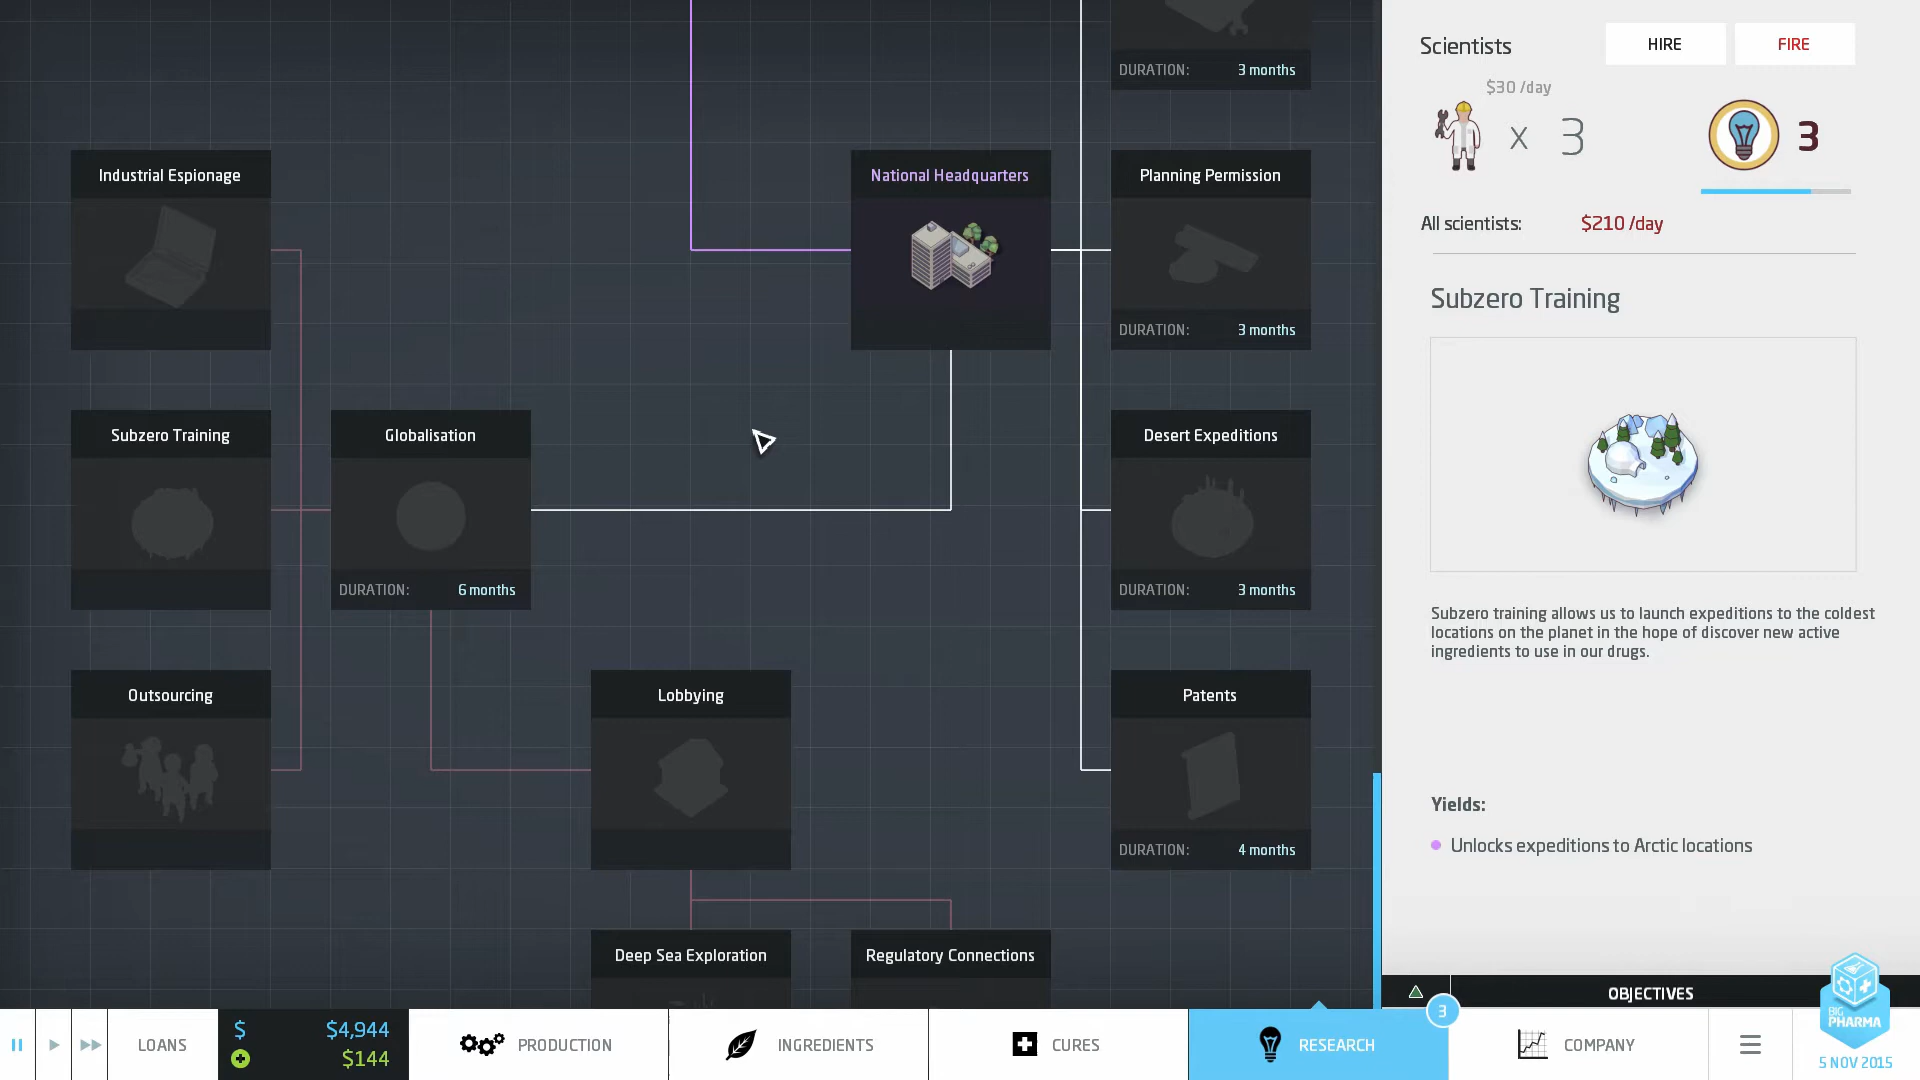 DURATION: 3 months
Industrial Espionage
National Headquarters
Planning Permission
DURATION: 3 months
Subzero Training
Globalisation
Desert Expeditions
DURATION: 6 months
DURATION: 3 months
Outsourcing
Lobbying
Patents
DURATION: 4 months
Deep Sea Exploration
Regulatory Connections
Scientists
HIRE
FIRE
$30 /day
X 3
3
All scientists: $210 /day
Subzero Training
Subzero training allows us to launch expeditions to the coldest
locations on the planet in the hope of discover new active
ingredients to use in our drugs.
Yields:
Unlocks expeditions to Arctic locations
OBJECTIVES
3
LOANS
$ $4,944
$144
PRODUCTION
INGREDIENTS
CURES
RESEARCH
COMPANY
BIG
PHARMA
5 NOV 2015